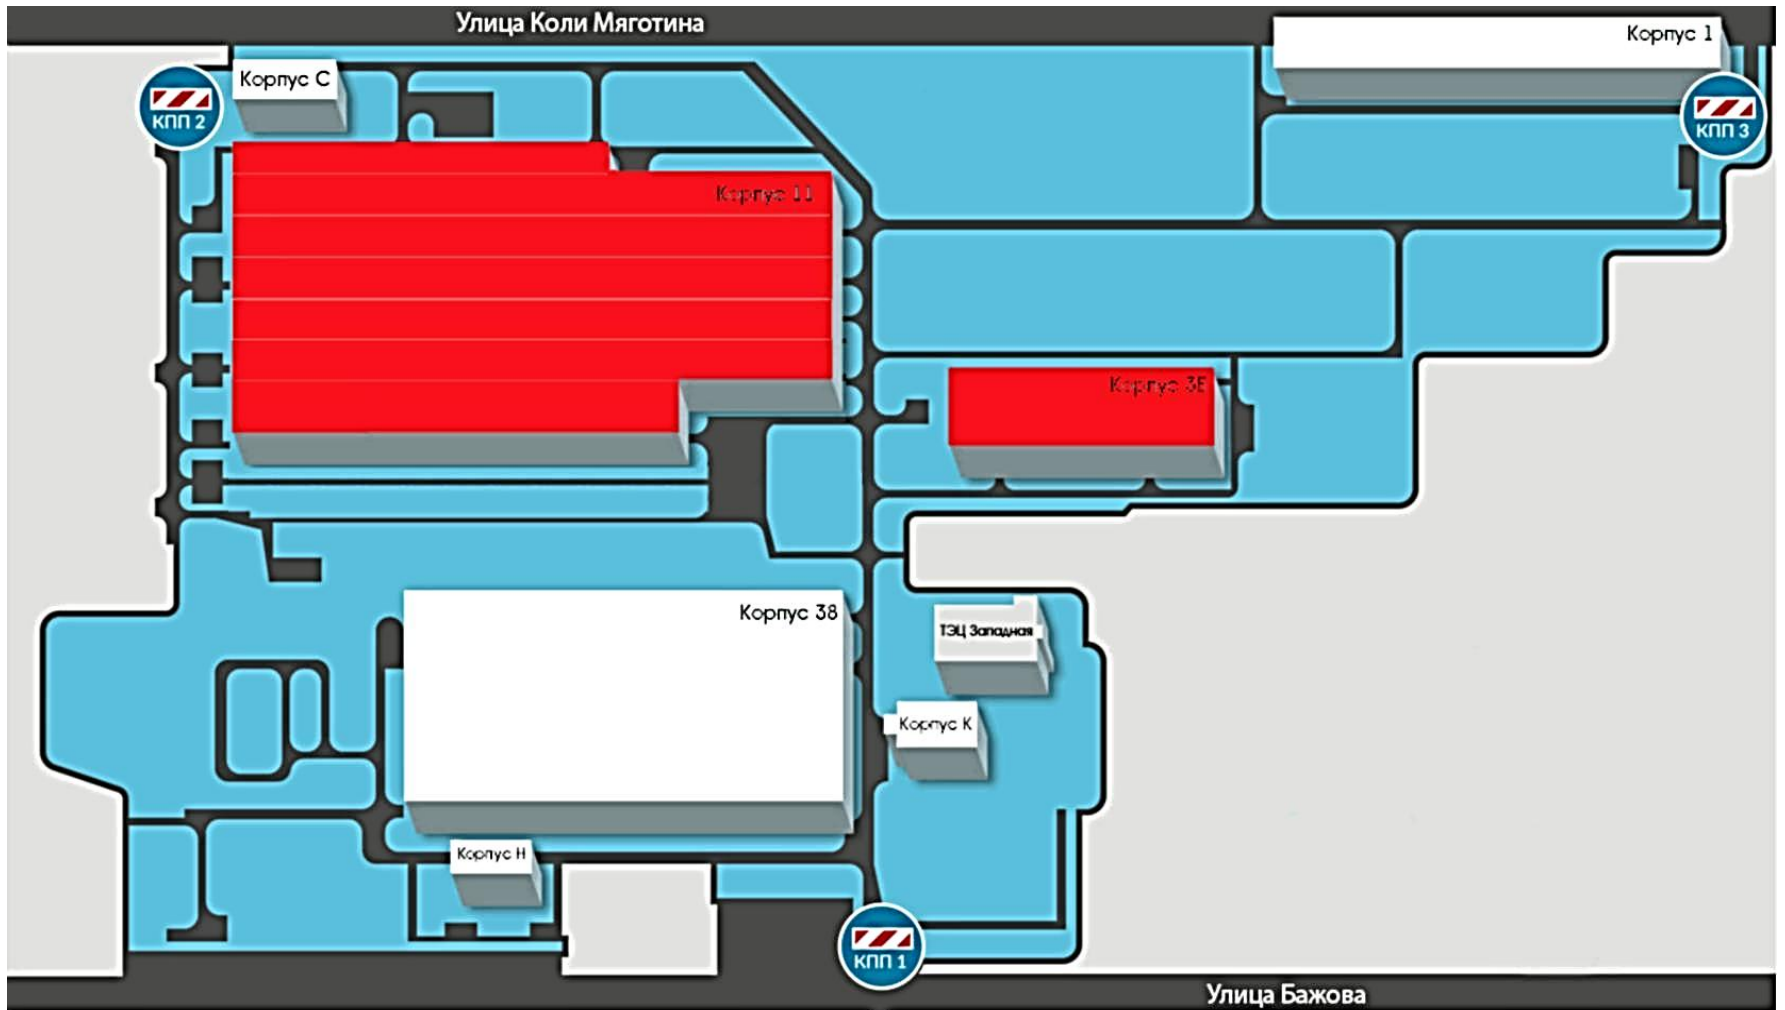 Улица Коли Мяготина
Корпус 1
Корпус С
КПП 2
КПП 3
Корпус 11
Корпус 3Е
Корпус 38
ТЭЦ Западная
Корпус К
Корпус Н
КПП 1
Улица Бажова